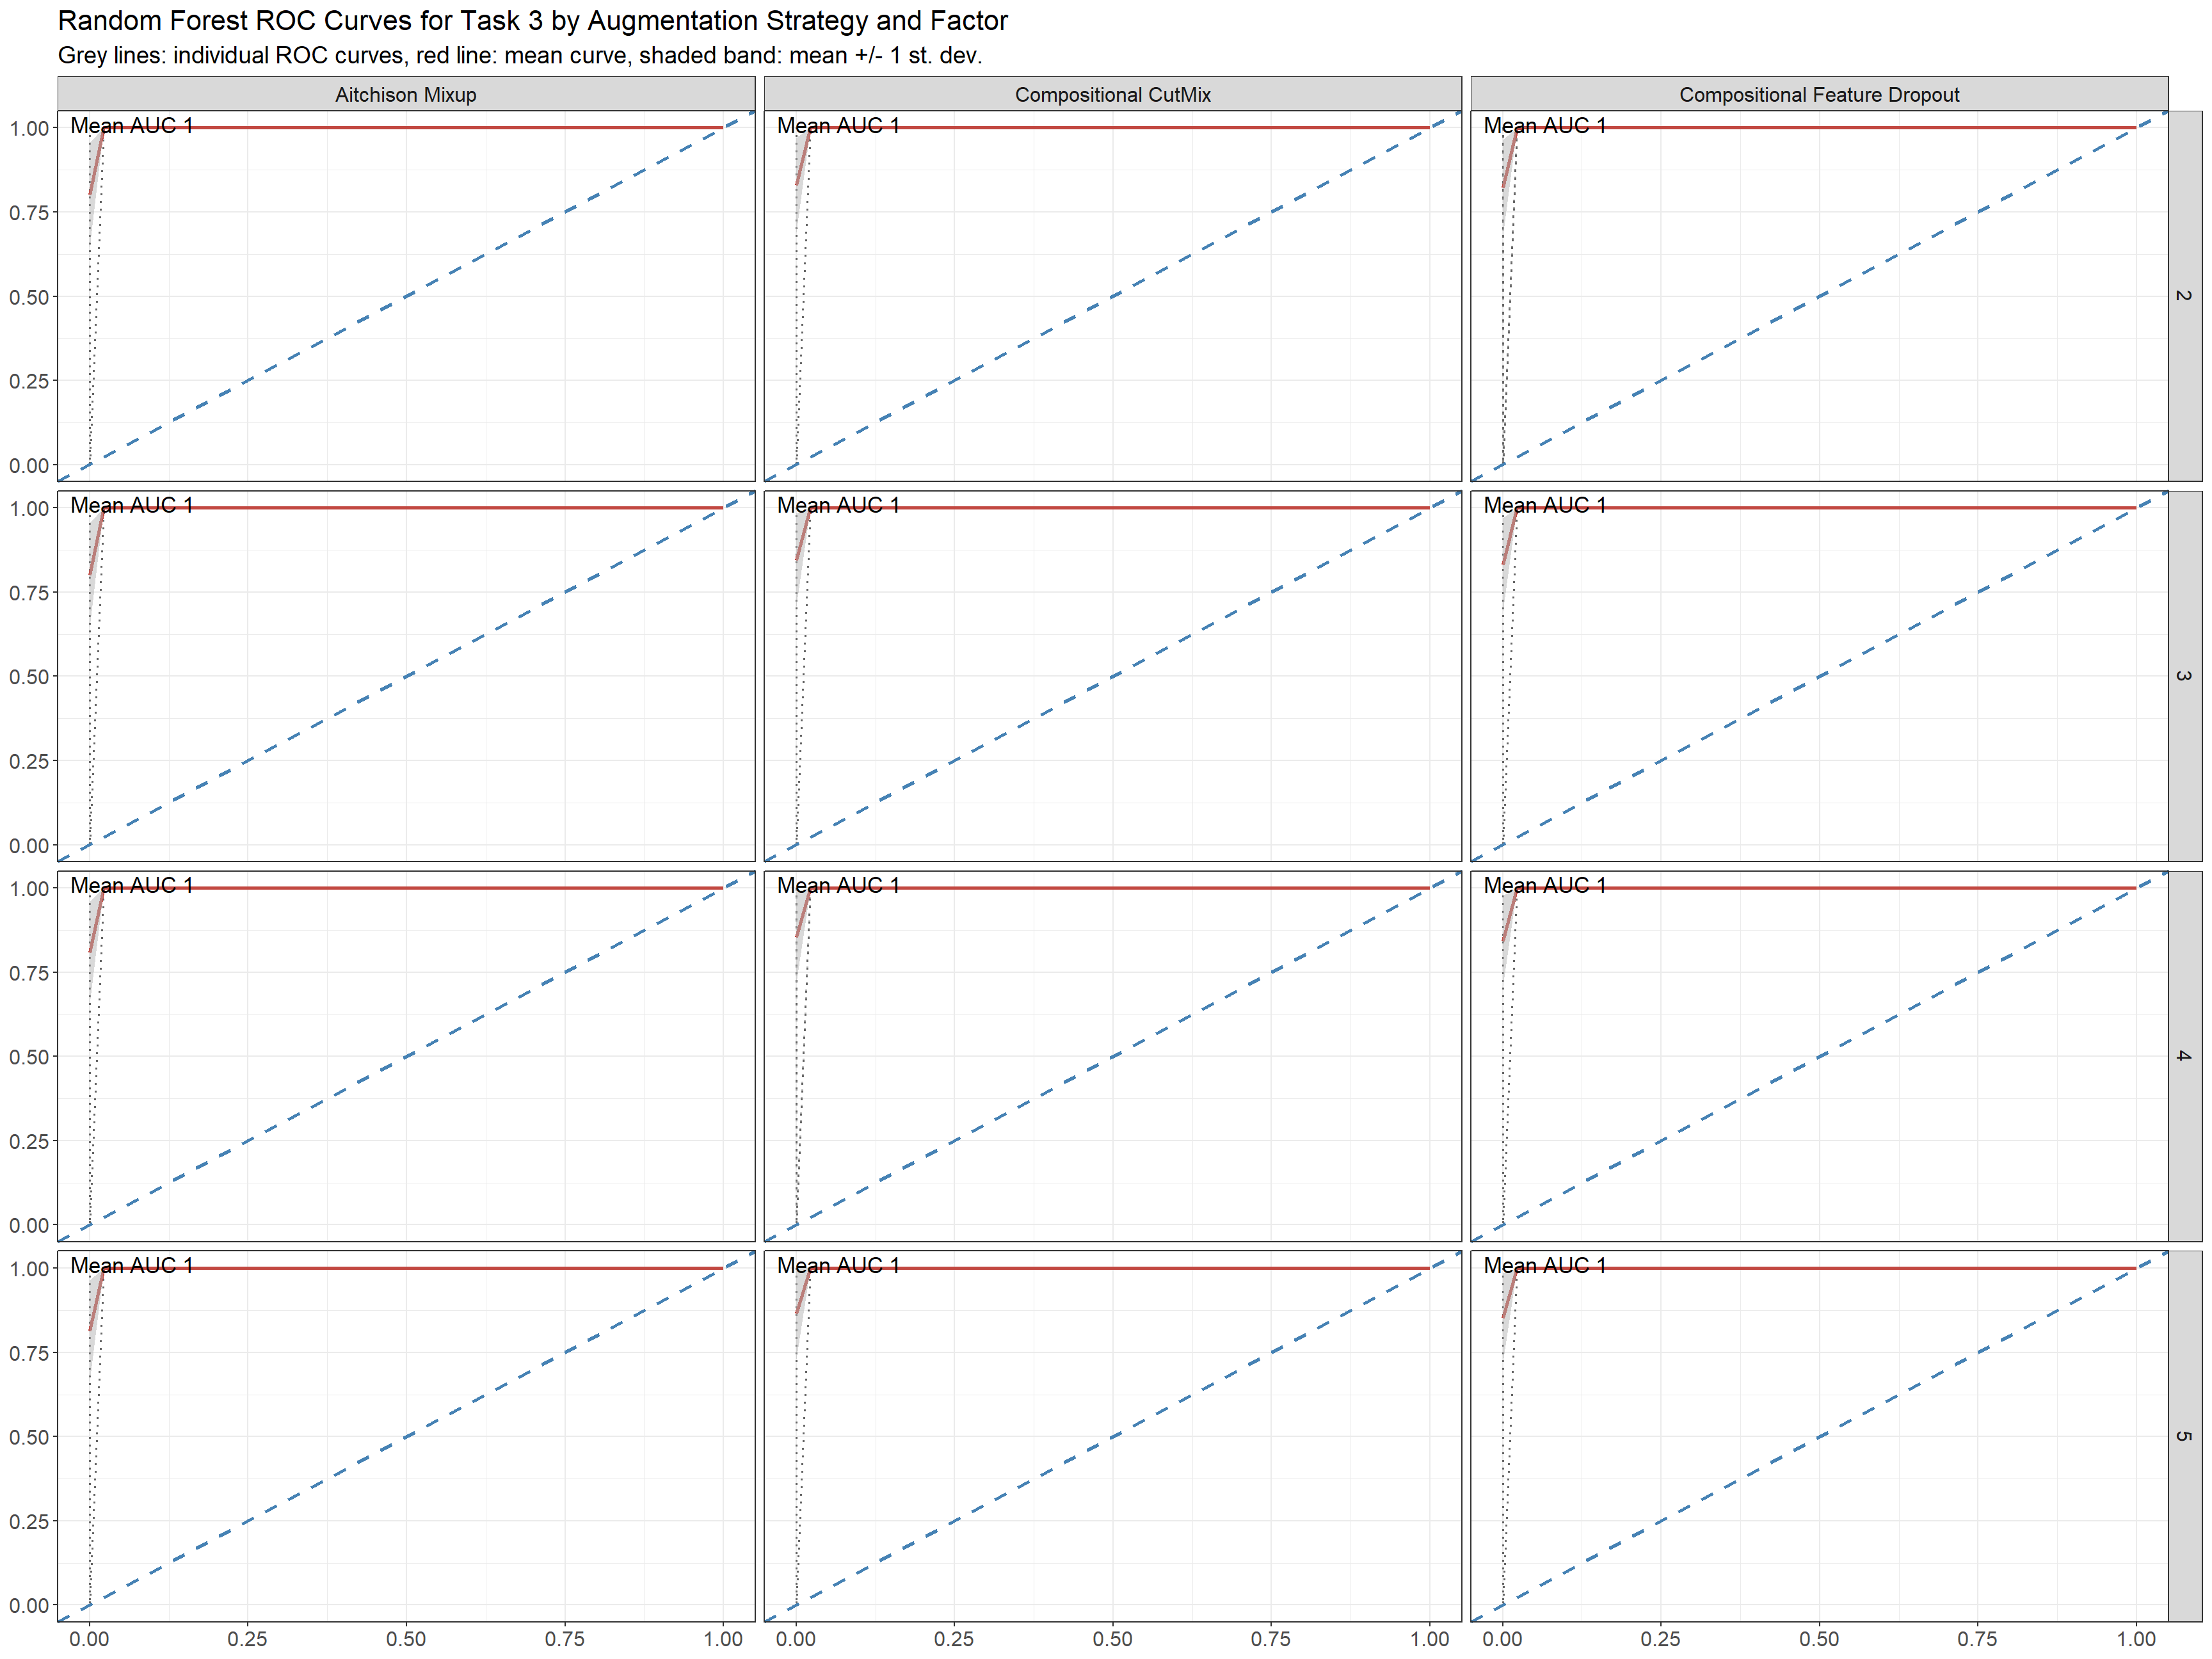 Random Forest ROC Curves for Task 3 by Augmentation Strategy and Factor
Grey lines: individual ROC curves, red line: mean curve, shaded band: mean +/- 1 st. dev.
Aitchison Mixup
Compositional CutMix
Compositional Feature Dropout
Mean AUC 1
Mean AUC 1
Mean AUC 1
1.00
0.75
0.50
0.25
0.00
2
Mean AUC 1
Mean AUC 1
Mean AUC 1
1.00
0.75
0.50
0.25
0.00
3
Mean AUC 1
Mean AUC 1
Mean AUC 1
1.00
0.75
0.50
0.25
0.00
4
Mean AUC 1
Mean AUC 1
Mean AUC 1
1.00
0.75
0.50
0.25
0.00
5
0.00 0.25 0.50 0.75 1.00
0.00 0.25 0.50 0.75 1.00
0.00 0.25 0.50 0.75 1.00